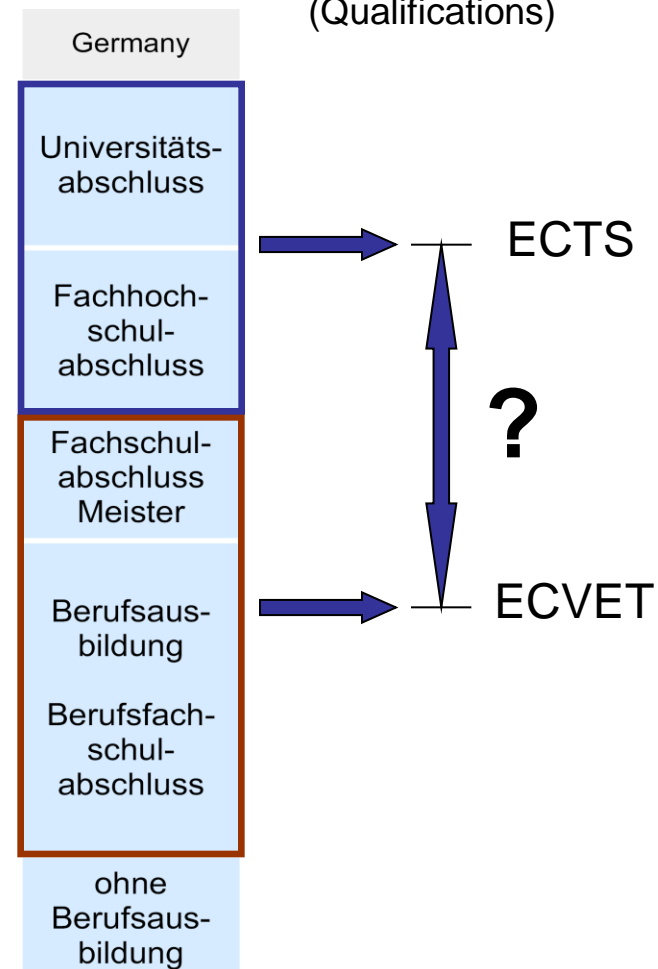 (Qualifications)
Germany
Universitäts-
abschluss
Fachhoch-
schul-
abschluss
Fachschul-
abschluss
Meister
Berufsaus-
bildung
Berufsfach-
schul-
abschluss
ohne
Berufsaus-
bildung
ECTS
?
ECVET